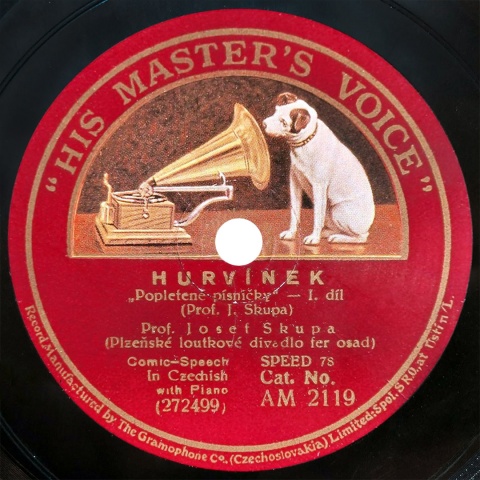 "HIS MASTER'S VOICE"
HURVÍNEK
„Popletené písničky" — I. díl
(Prof. J. Skupa)
Prof. Josef Skupa
(Plzeňské loutkové divadlo fer osad)
Comic-Speech
In Czechish
with Piano
(272499)
SPEED 78
Cat. No.
AM 2119
Record Manufactured by The Gramophone Co. (Czechoslovakia) Limited: Spol. S R.O. at Ústín /L.